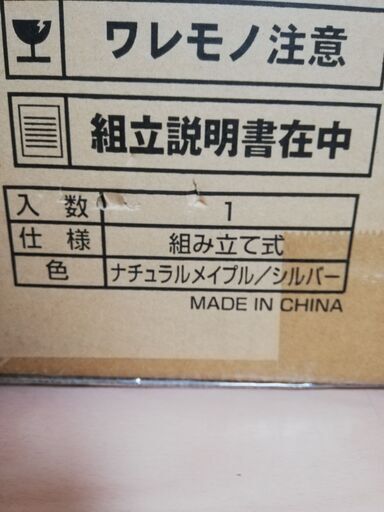 ワレモノ注意
組立説明書在中
入数 1
仕様 組み立て式
色 ナチュラルメイプル/シルバー
MADE IN CHINA